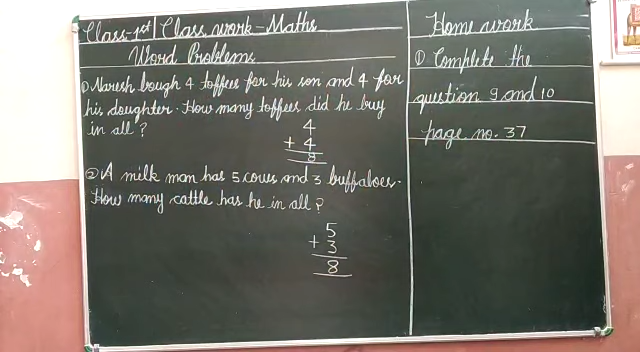 Class-1st | Class work - Maths
Word Problems
① Naresh bough 4 toffees for his son and 4 for
his daughter. How many toffees did he buy
in all?
4
+ 4
8
② A milk man has 5 cows and 3 buffaloes.
How many cattle has he in all?
5
+ 3
8
Home work
① Complete the
question 9 and 10
page no. 37